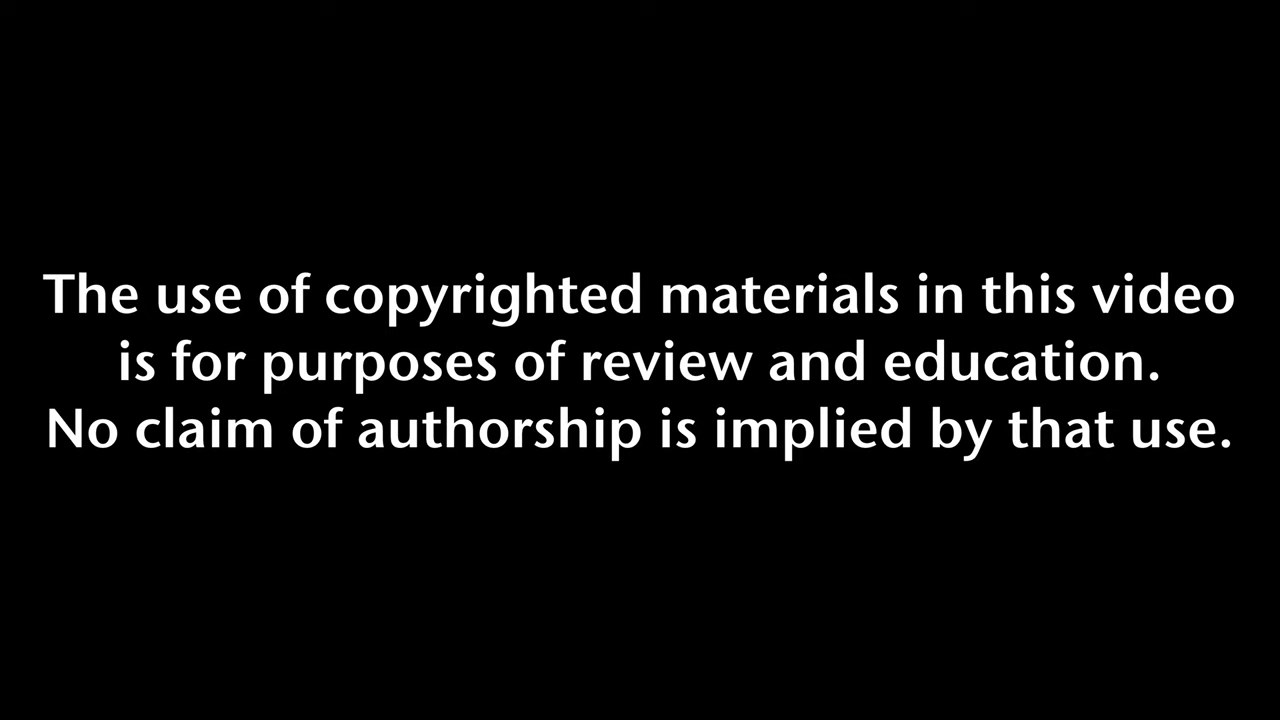 The use of copyrighted materials in this video
is for purposes of review and education.
No claim of authorship is implied by that use.